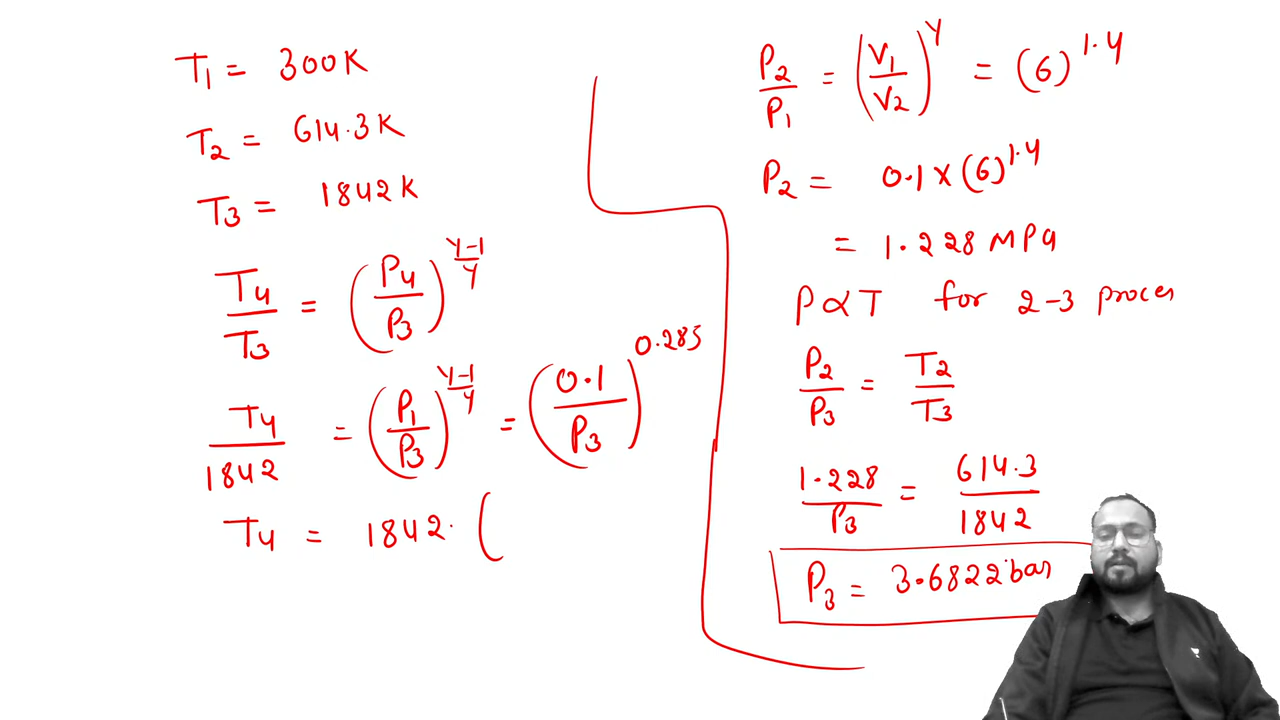 T₁ = 300K
T₂ = 614.3K
T₃ = 1842K
T₄/T₃ = (P₄/P₃)^(γ-1/γ)
T₄/1842 = (P₁/P₃)^(γ-1/γ) = (0.1/P₃)^0.285
T₄ = 1842. (
P₂/P₁ = (V₁/V₂)^γ = (6)^1.4
P₂ = 0.1 × (6)^1.4
= 1.228 MPa
P ∝ T for 2-3 proces
P₂/P₃ = T₂/T₃
1.228/P₃ = 614.3/1842
P₃ = 3.6822 bar